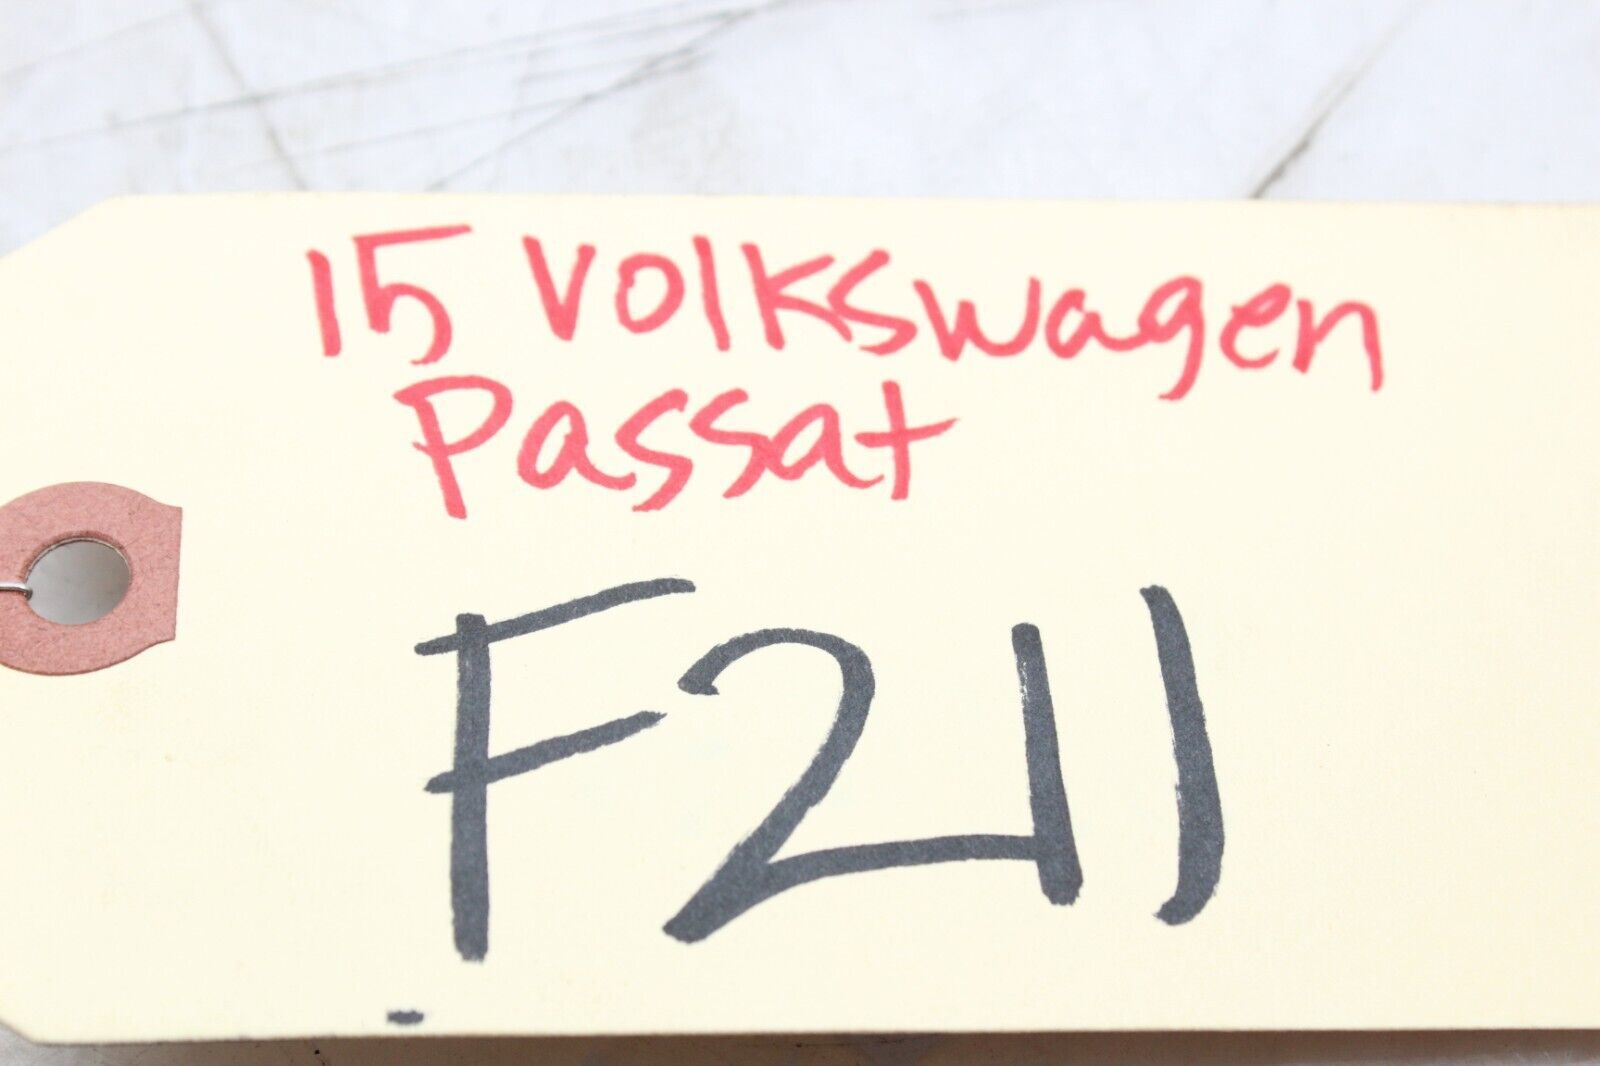 15 Volkswagen
Passat
F211